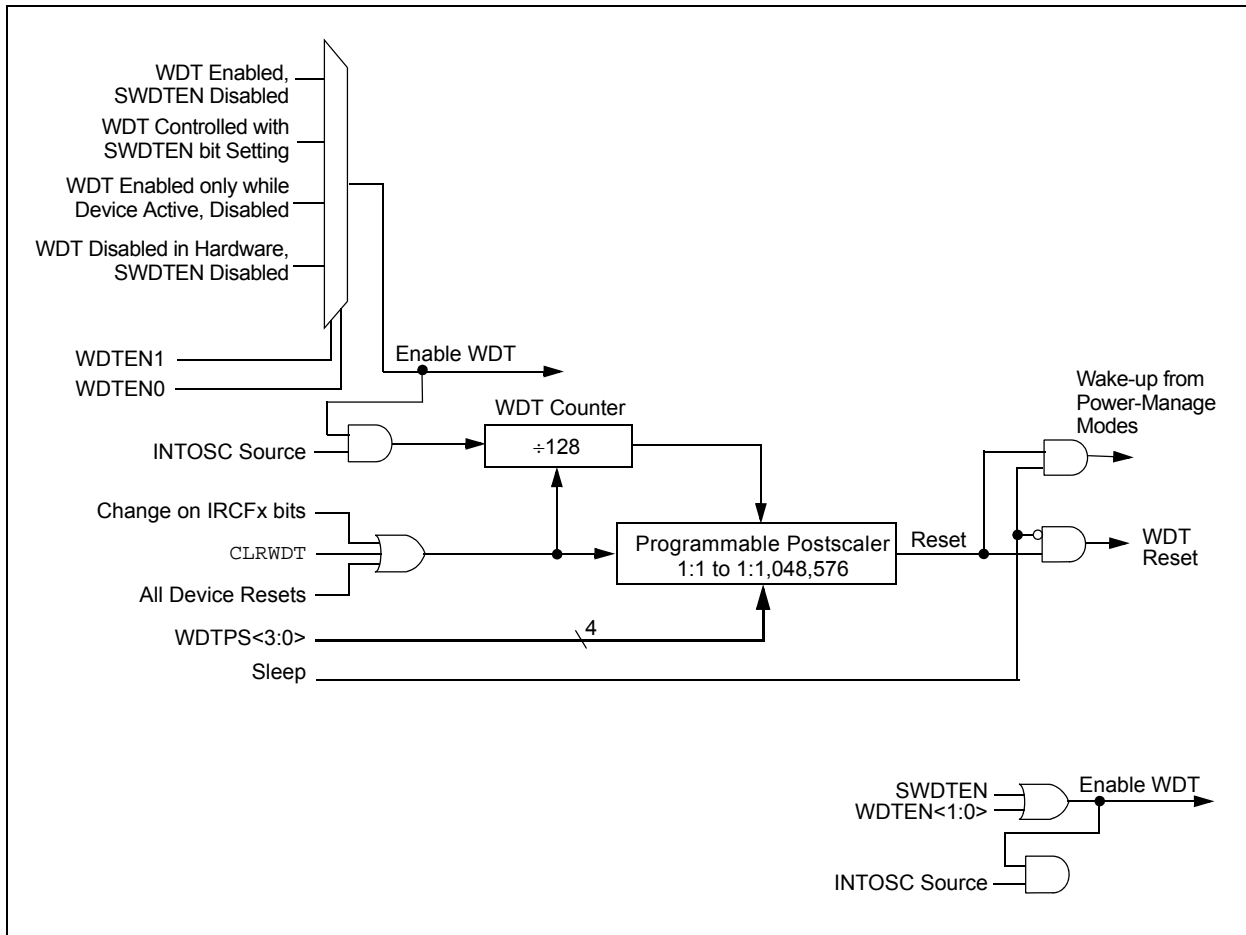 WDT Enabled,
SWDTEN Disabled
WDT Controlled with
SWDTEN bit Setting
WDT Enabled only while
Device Active, Disabled
WDT Disabled in Hardware,
SWDTEN Disabled
WDTEN1
WDTEN0
Enable WDT
WDT Counter
INTOSC Source
÷128
Wake-up from
Power-Manage
Modes
Change on IRCFx bits
CLRWDT
All Device Resets
Programmable Postscaler
1:1 to 1:1,048,576
Reset
WDT
Reset
WDTPS<3:0>
4
Sleep
SWDTEN
WDTEN<1:0>
Enable WDT
INTOSC Source